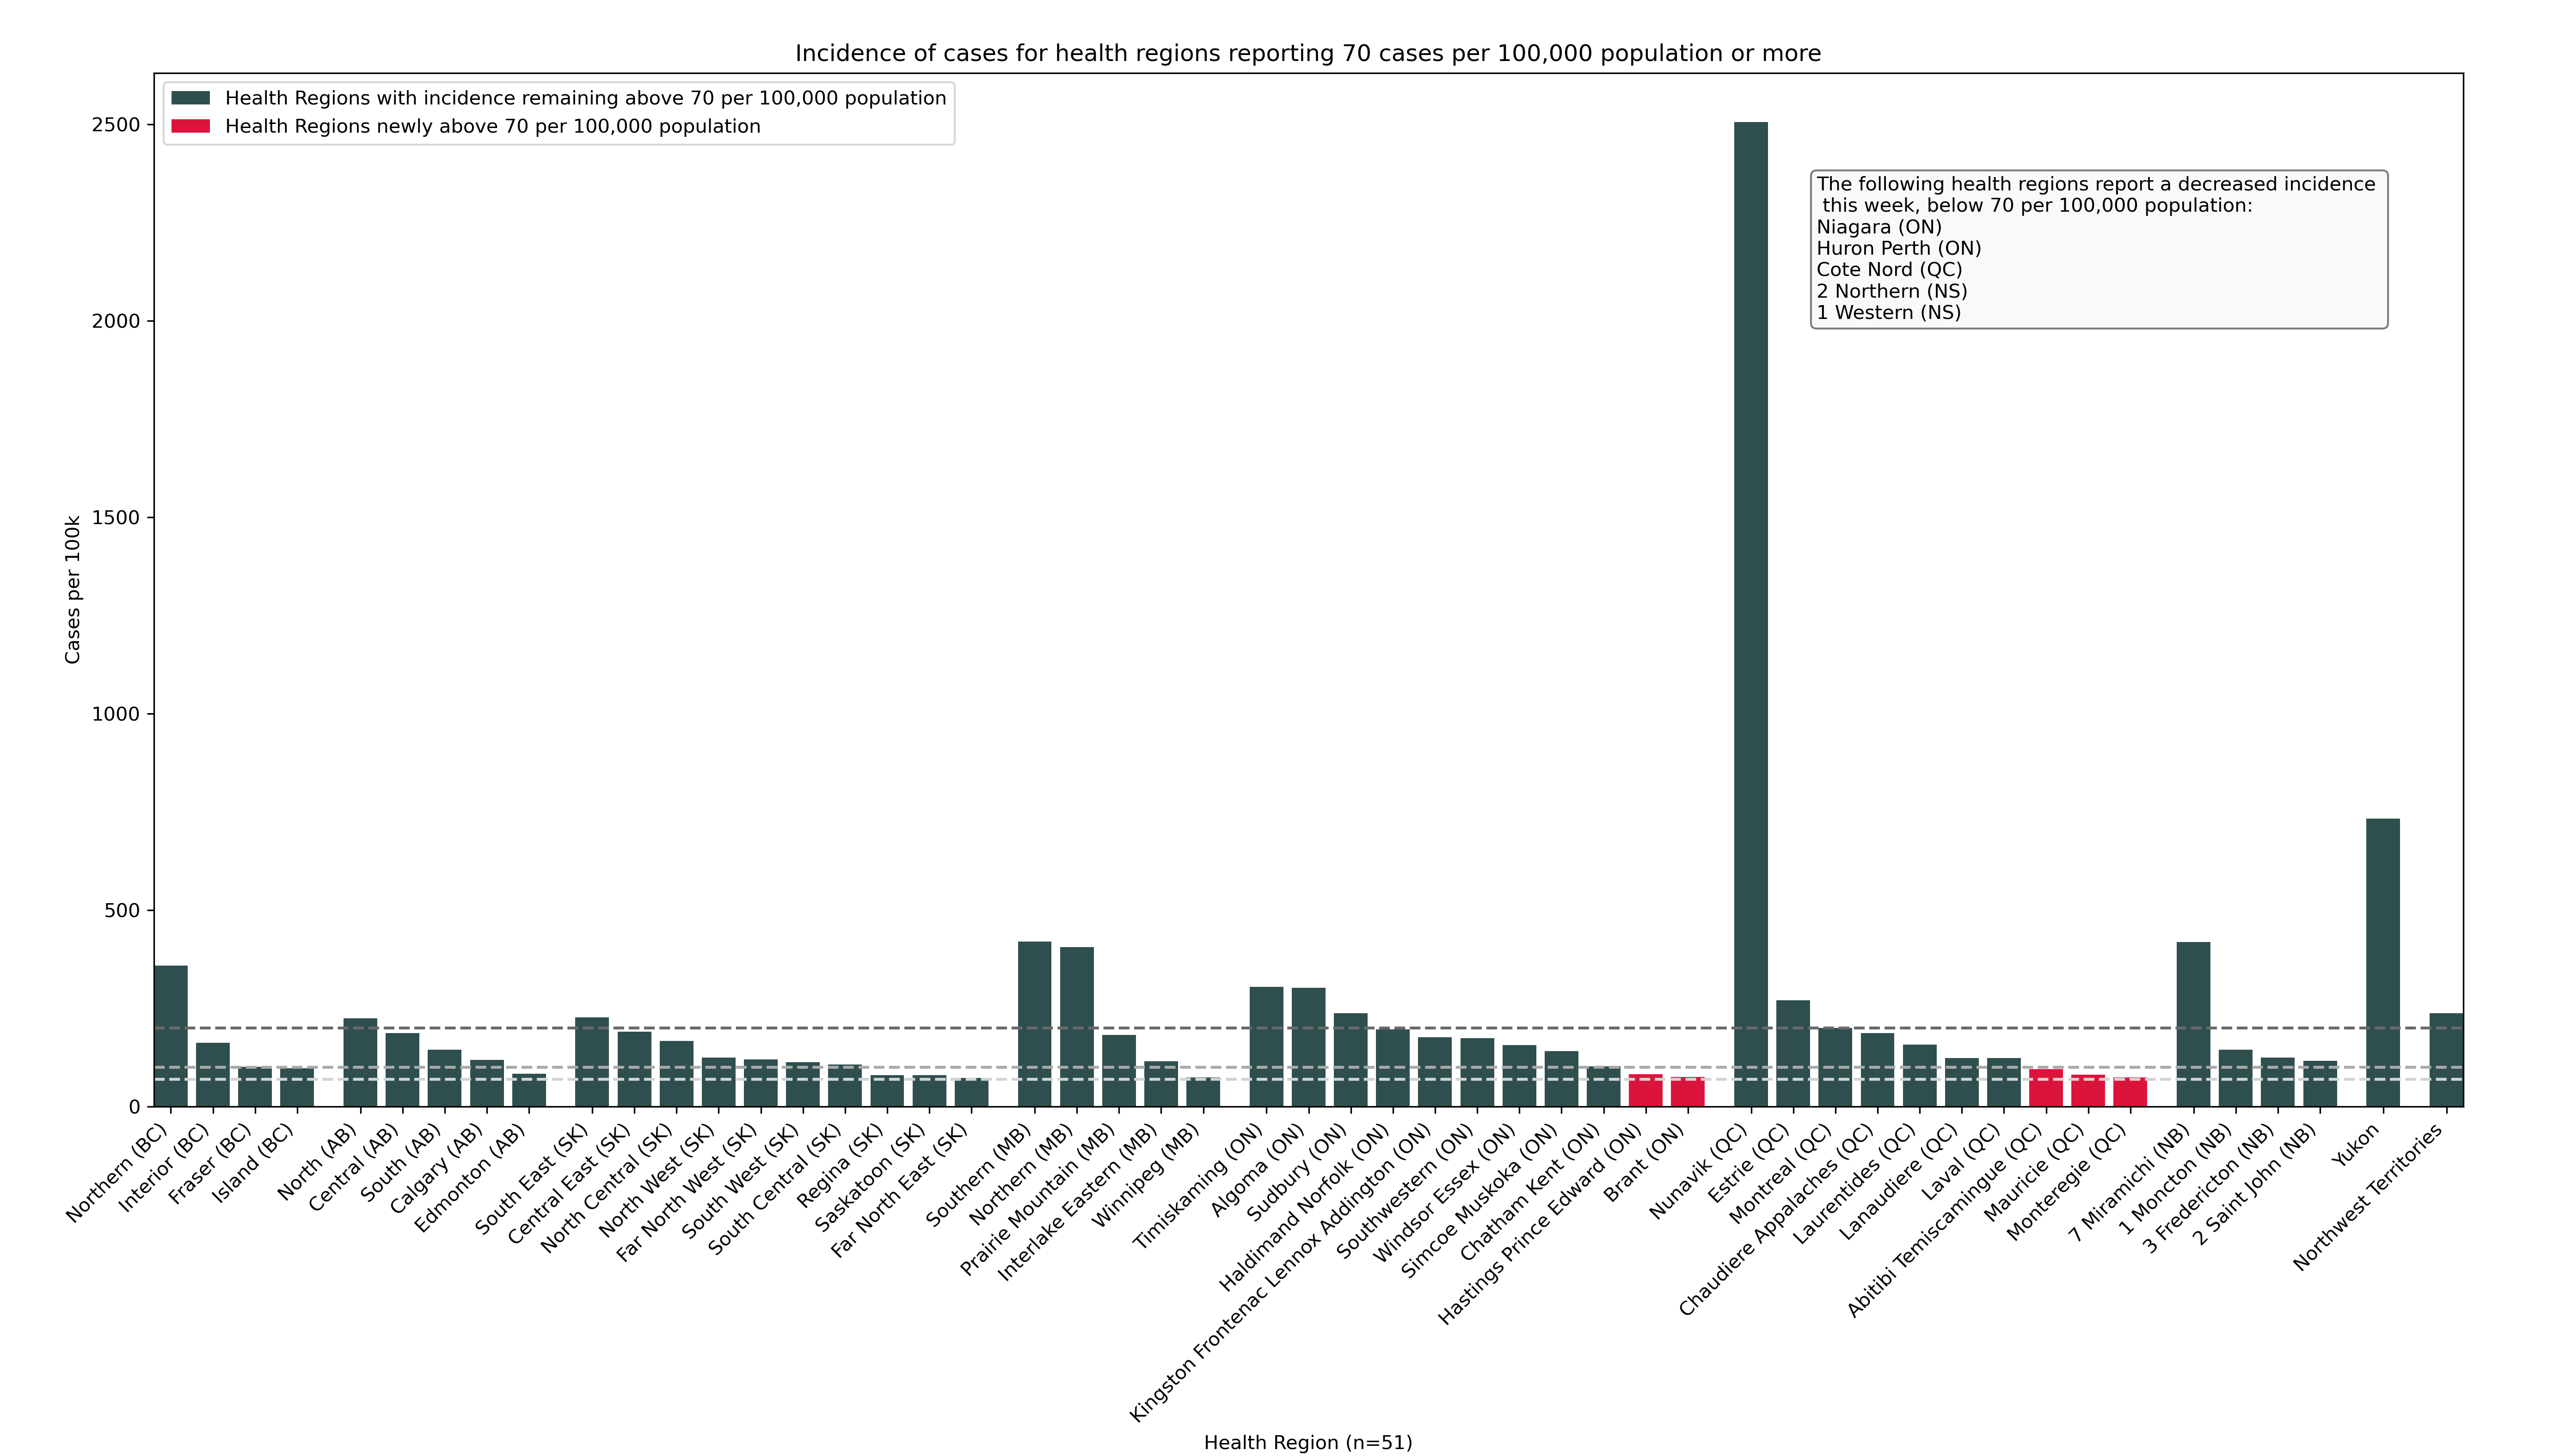 Incidence of cases for health regions reporting 70 cases per 100,000 population or more
Health Regions with incidence remaining above 70 per 100,000 population
Health Regions newly above 70 per 100,000 population
The following health regions report a decreased incidence
this week, below 70 per 100,000 population:
Niagara (ON)
Huron Perth (ON)
Cote Nord (QC)
2 Northern (NS)
1 Western (NS)
Cases per 100k
2500
2000
1500
1000
500
0
Northern (BC)
Interior (BC)
Fraser (BC)
Island (BC)
North (AB)
Central (AB)
South (AB)
Calgary (AB)
Edmonton (AB)
South East (SK)
Central East (SK)
North Central (SK)
North West (SK)
Far North West (SK)
South West (SK)
South Central (SK)
Regina (SK)
Saskatoon (SK)
Far North East (SK)
Southern (MB)
Northern (MB)
Prairie Mountain (MB)
Interlake Eastern (MB)
Winnipeg (MB)
Timiskaming (ON)
Algoma (ON)
Sudbury (ON)
Haldimand Norfolk (ON)
Kingston Frontenac Lennox Addington (ON)
Southwestern (ON)
Windsor Essex (ON)
Simcoe Muskoka (ON)
Chatham Kent (ON)
Hastings Prince Edward (ON)
Brant (ON)
Nunavik (QC)
Estrie (QC)
Montreal (QC)
Chaudiere Appalaches (QC)
Laurentides (QC)
Lanaudiere (QC)
Laval (QC)
Abitibi Temiscamingue (QC)
Mauricie (QC)
Monteregie (QC)
7 Miramichi (NB)
1 Moncton (NB)
3 Fredericton (NB)
2 Saint John (NB)
Yukon
Northwest Territories
Health Region (n=51)